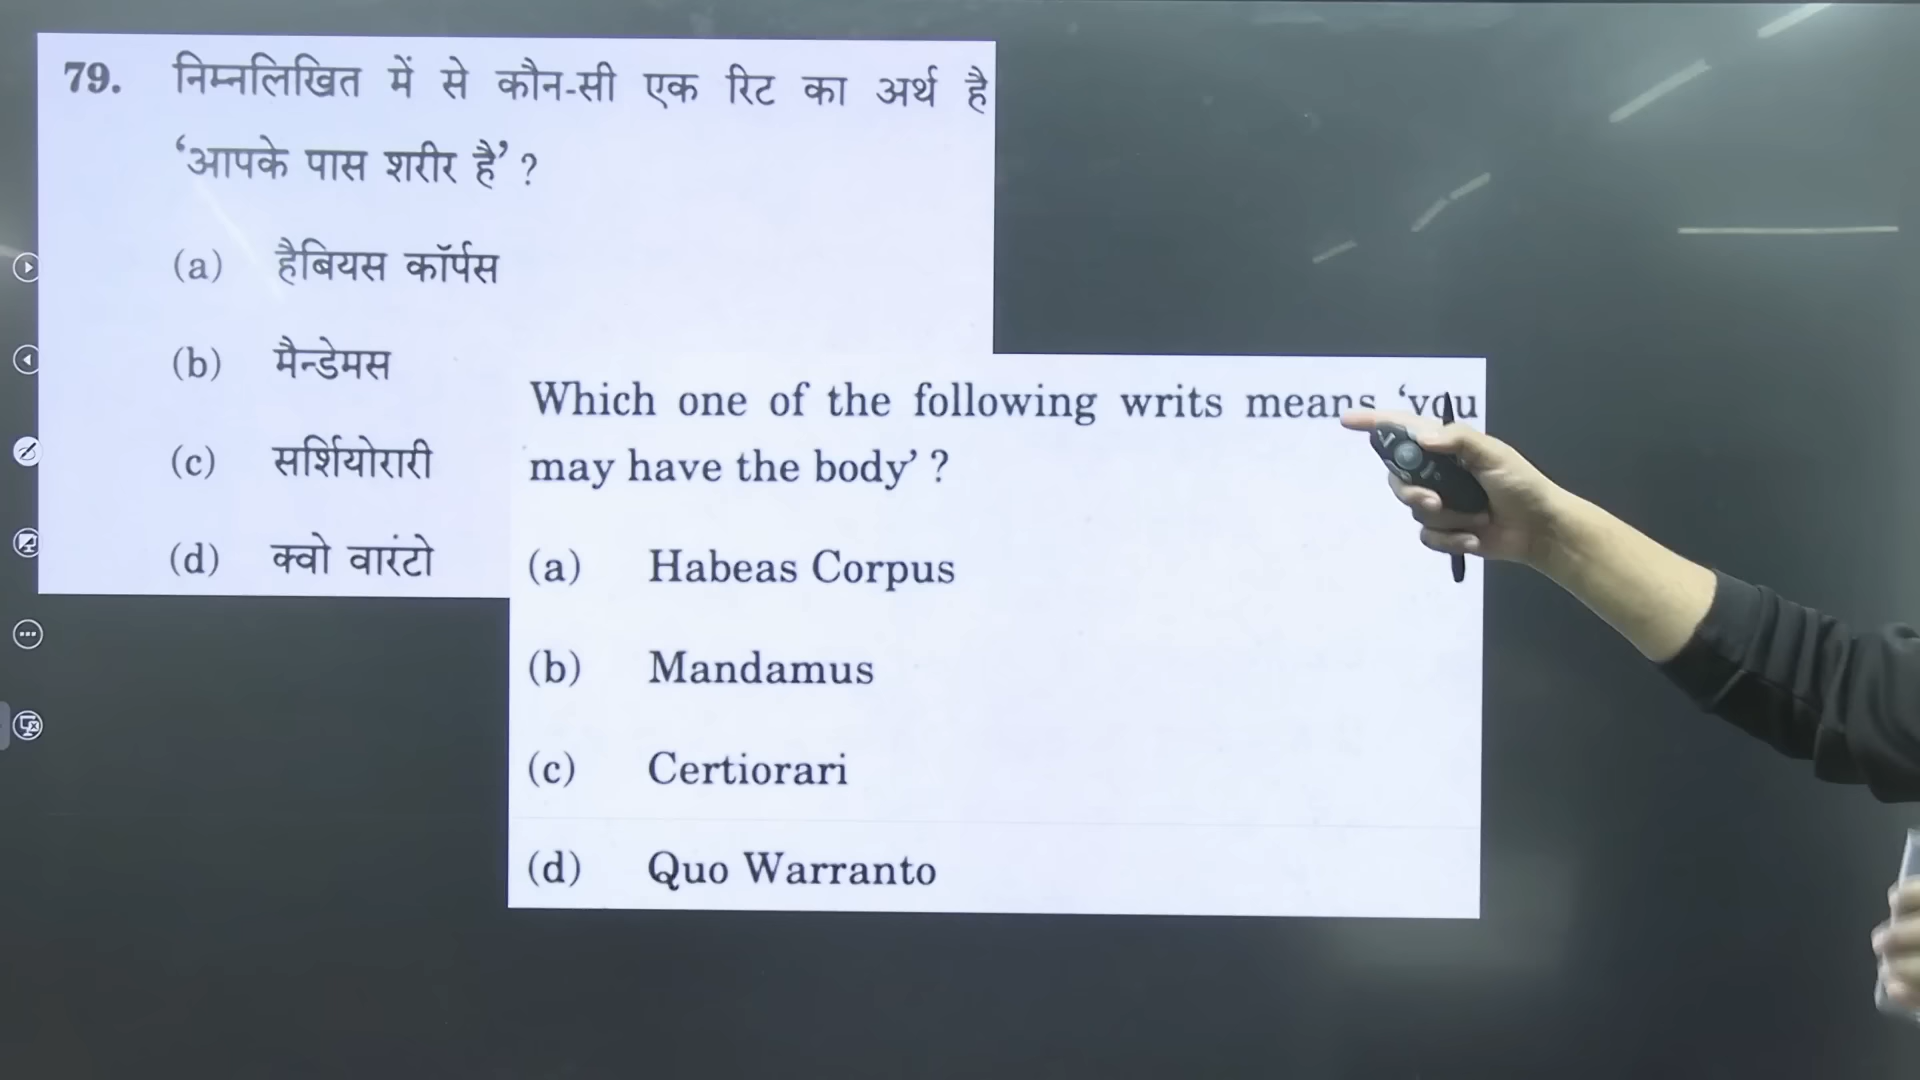 79. निम्नलिखित में से कौन-सी एक रिट का अर्थ है
‘आपके पास शरीर है’ ?
(a) हैबियस कॉर्पस
(b) मैन्डेमस
(c) सर्शियोरारी
(d) क्वो वारंटो
Which one of the following writs means ‘you
may have the body’ ?
(a) Habeas Corpus
(b) Mandamus
(c) Certiorari
(d) Quo Warranto